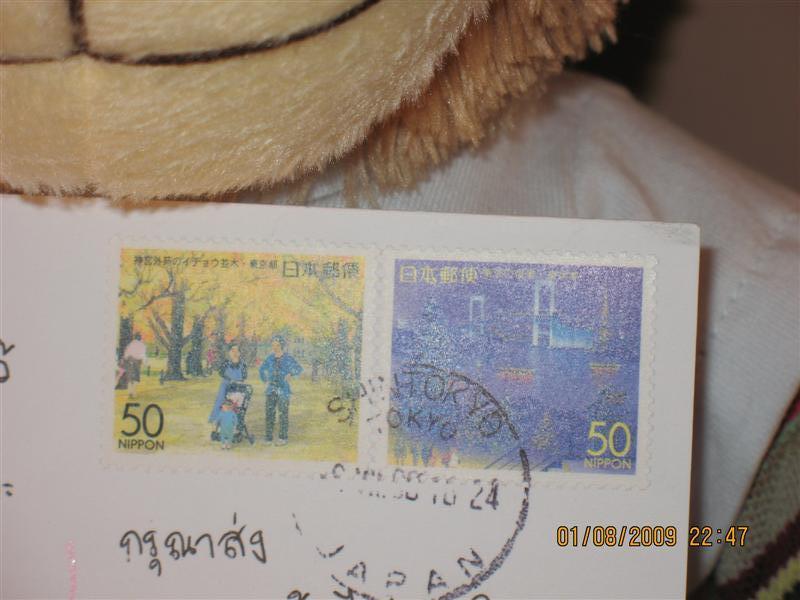 神宮外苑のイチョウ並木・東京都
日本郵便
50
NIPPON
日本郵便
50
NIPPON
SHINTOKYO
TOKYO
24
JAPAN
กรุณาส่ง
01/08/2009 22:47